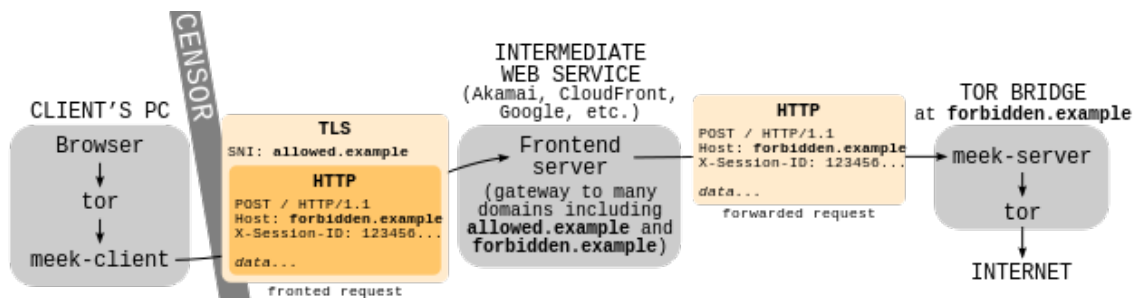 CLIENT'S PC
Browser
tor
meek-client
CENSOR
TLS
SNI: allowed.example
HTTP
POST / HTTP/1.1
Host: forbidden.example
X-Session-ID: 123456...
data...
fronted request
INTERMEDIATE
WEB SERVICE
(Akamai, CloudFront,
Google, etc.)
Frontend
server
(gateway to many
domains including
allowed.example and
forbidden.example)
HTTP
POST / HTTP/1.1
Host: forbidden.example
X-Session-ID: 123456...
data...
forwarded request
TOR BRIDGE
at forbidden.example
meek-server
tor
INTERNET